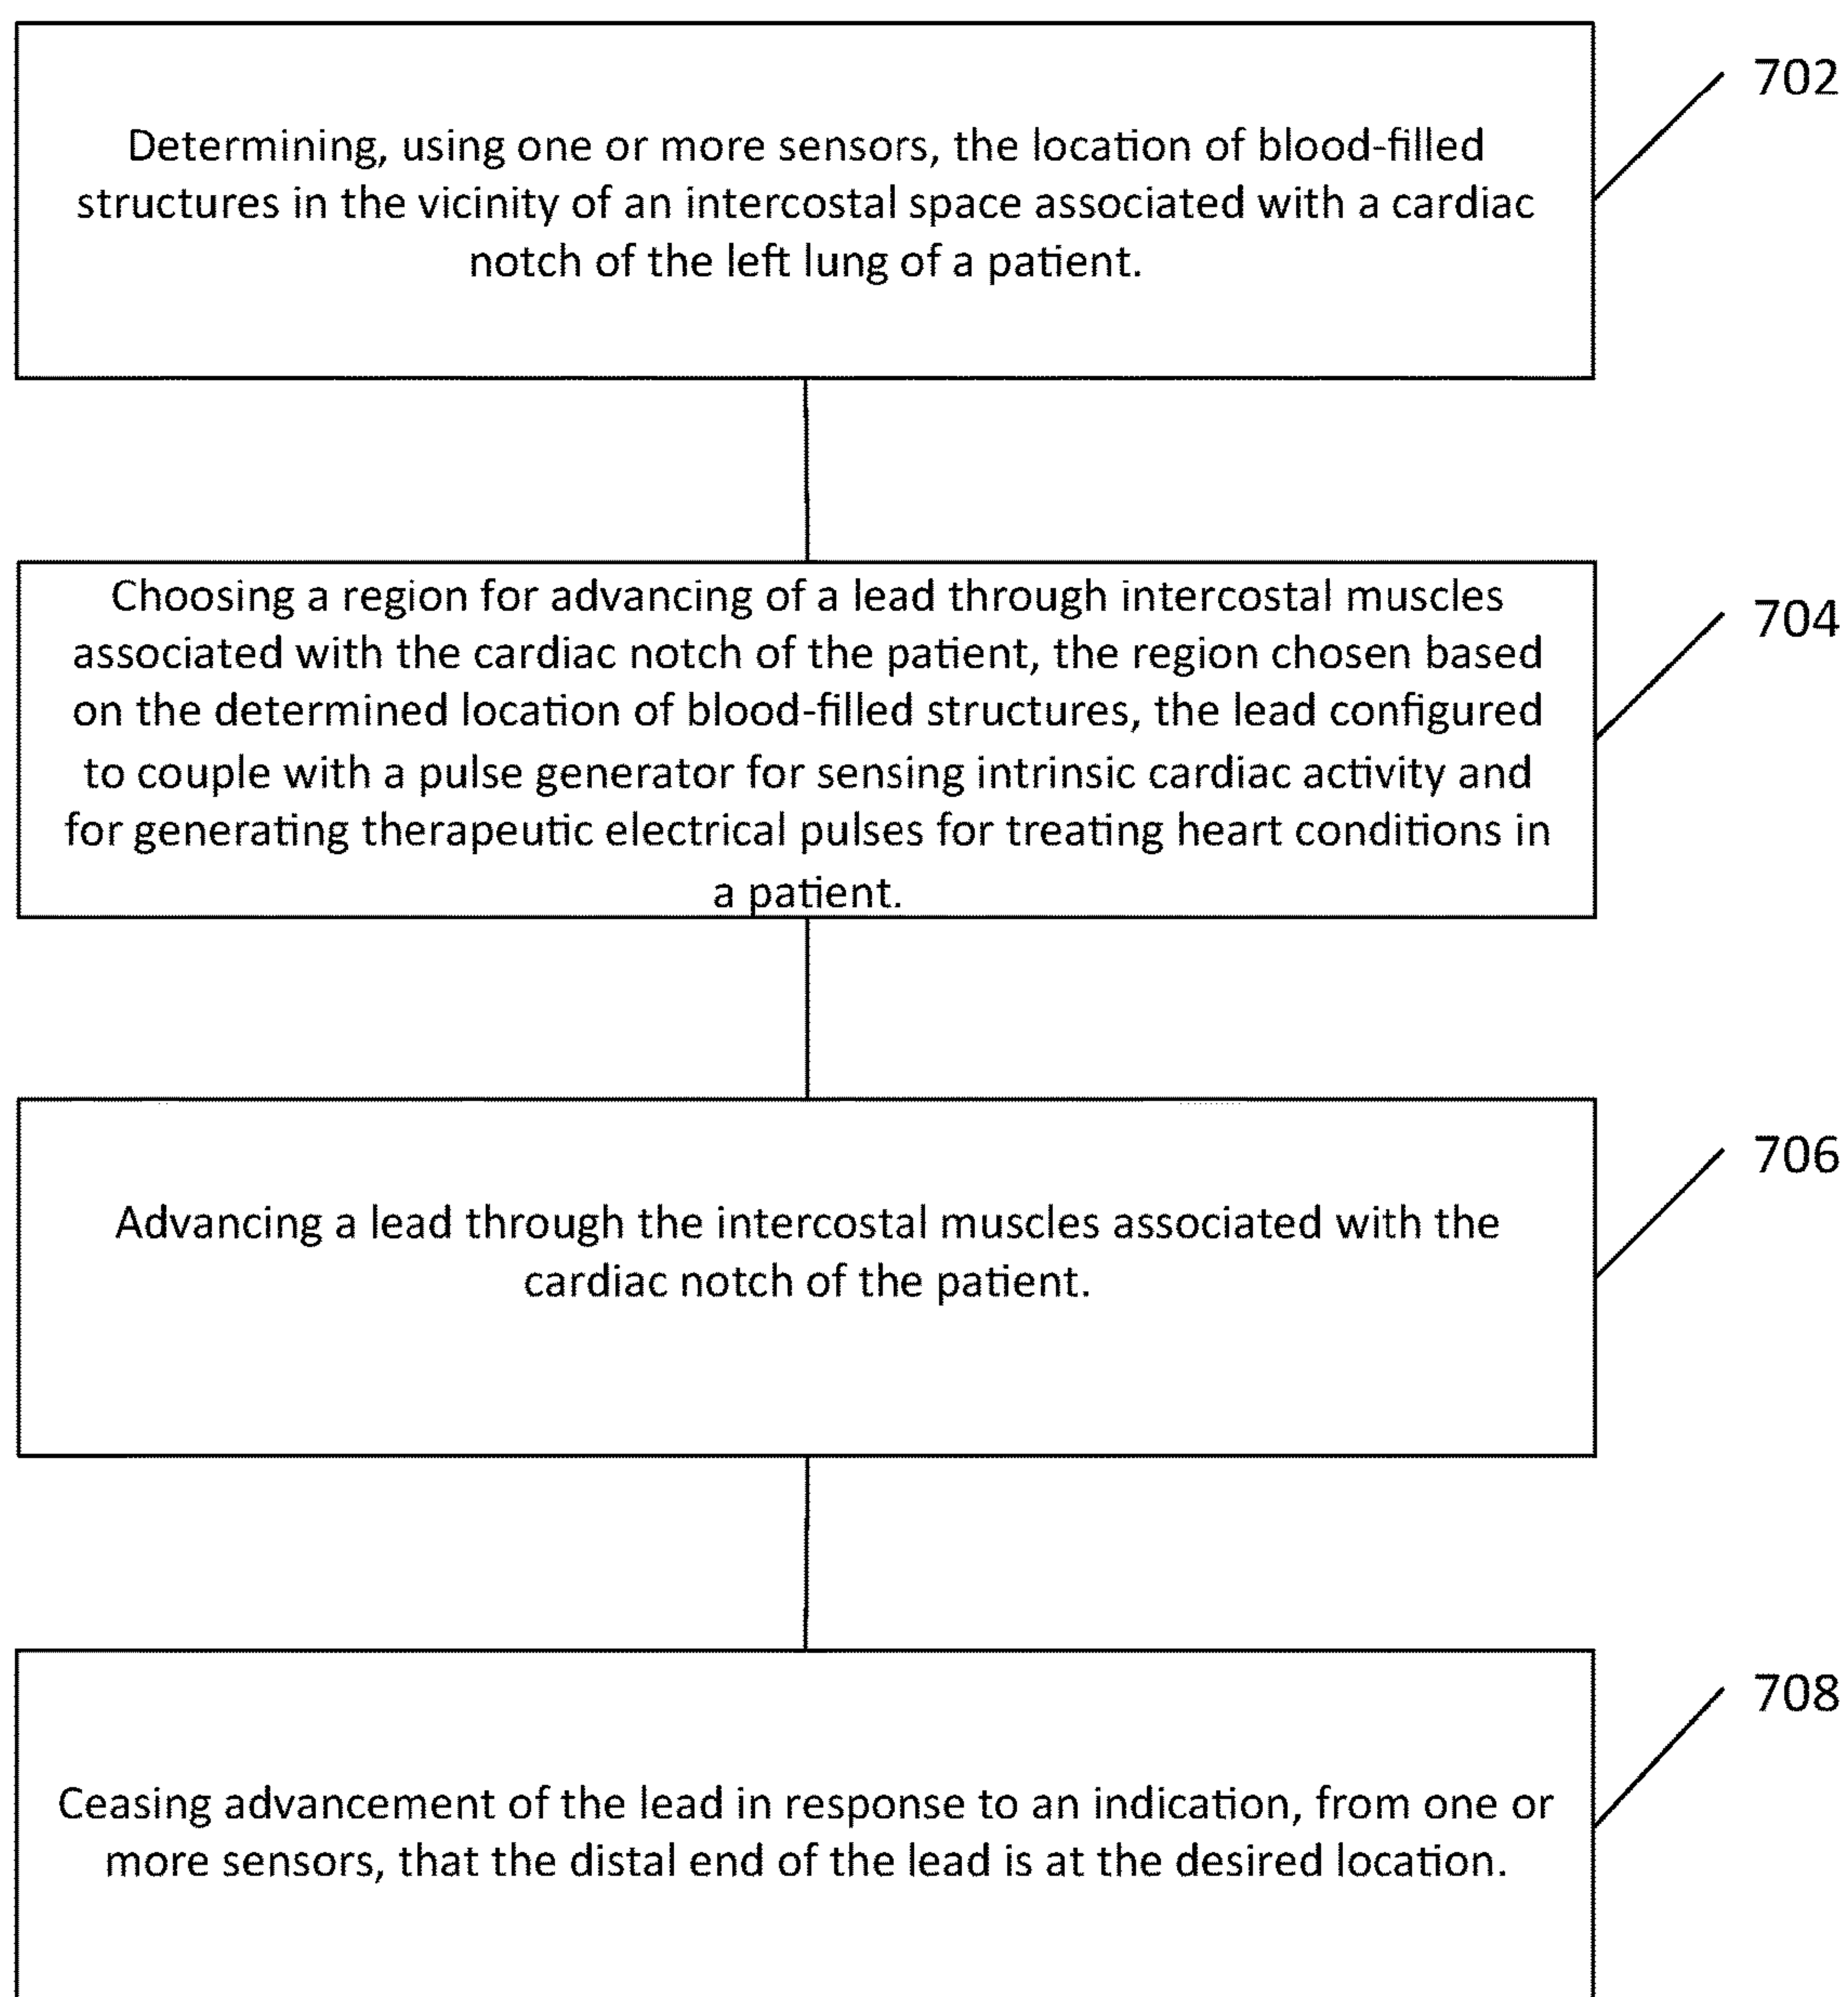 702
Determining, using one or more sensors, the location of blood-filled
structures in the vicinity of an intercostal space associated with a cardiac
notch of the left lung of a patient.
704
Choosing a region for advancing of a lead through intercostal muscles
associated with the cardiac notch of the patient, the region chosen based
on the determined location of blood-filled structures, the lead configured
to couple with a pulse generator for sensing intrinsic cardiac activity and
for generating therapeutic electrical pulses for treating heart conditions in
a patient.
706
Advancing a lead through the intercostal muscles associated with the
cardiac notch of the patient.
708
Ceasing advancement of the lead in response to an indication, from one or
more sensors, that the distal end of the lead is at the desired location.